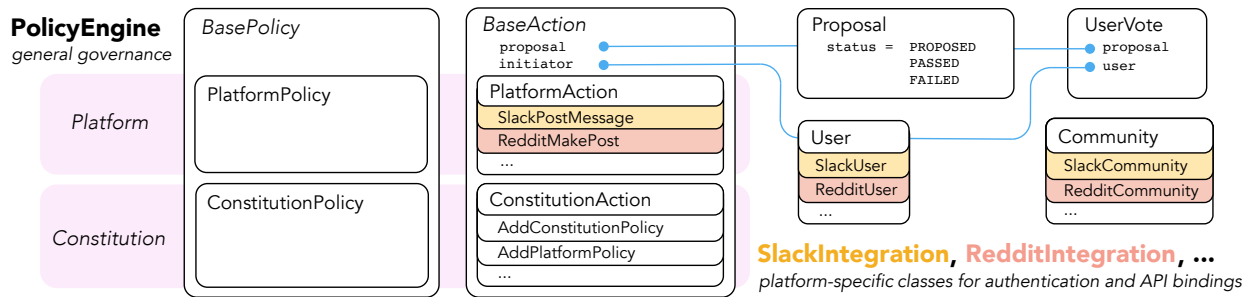 PolicyEngine
general governance
Platform
Constitution
BasePolicy
PlatformPolicy
ConstitutionPolicy
BaseAction
proposal
initiator
PlatformAction
SlackPostMessage
RedditMakePost
...
ConstitutionAction
AddConstitutionPolicy
AddPlatformPolicy
...
Proposal
status = PROPOSED
PASSED
FAILED
UserVote
proposal
user
User
SlackUser
RedditUser
...
Community
SlackCommunity
RedditCommunity
...
SlackIntegration, RedditIntegration, ...
platform-specific classes for authentication and API bindings